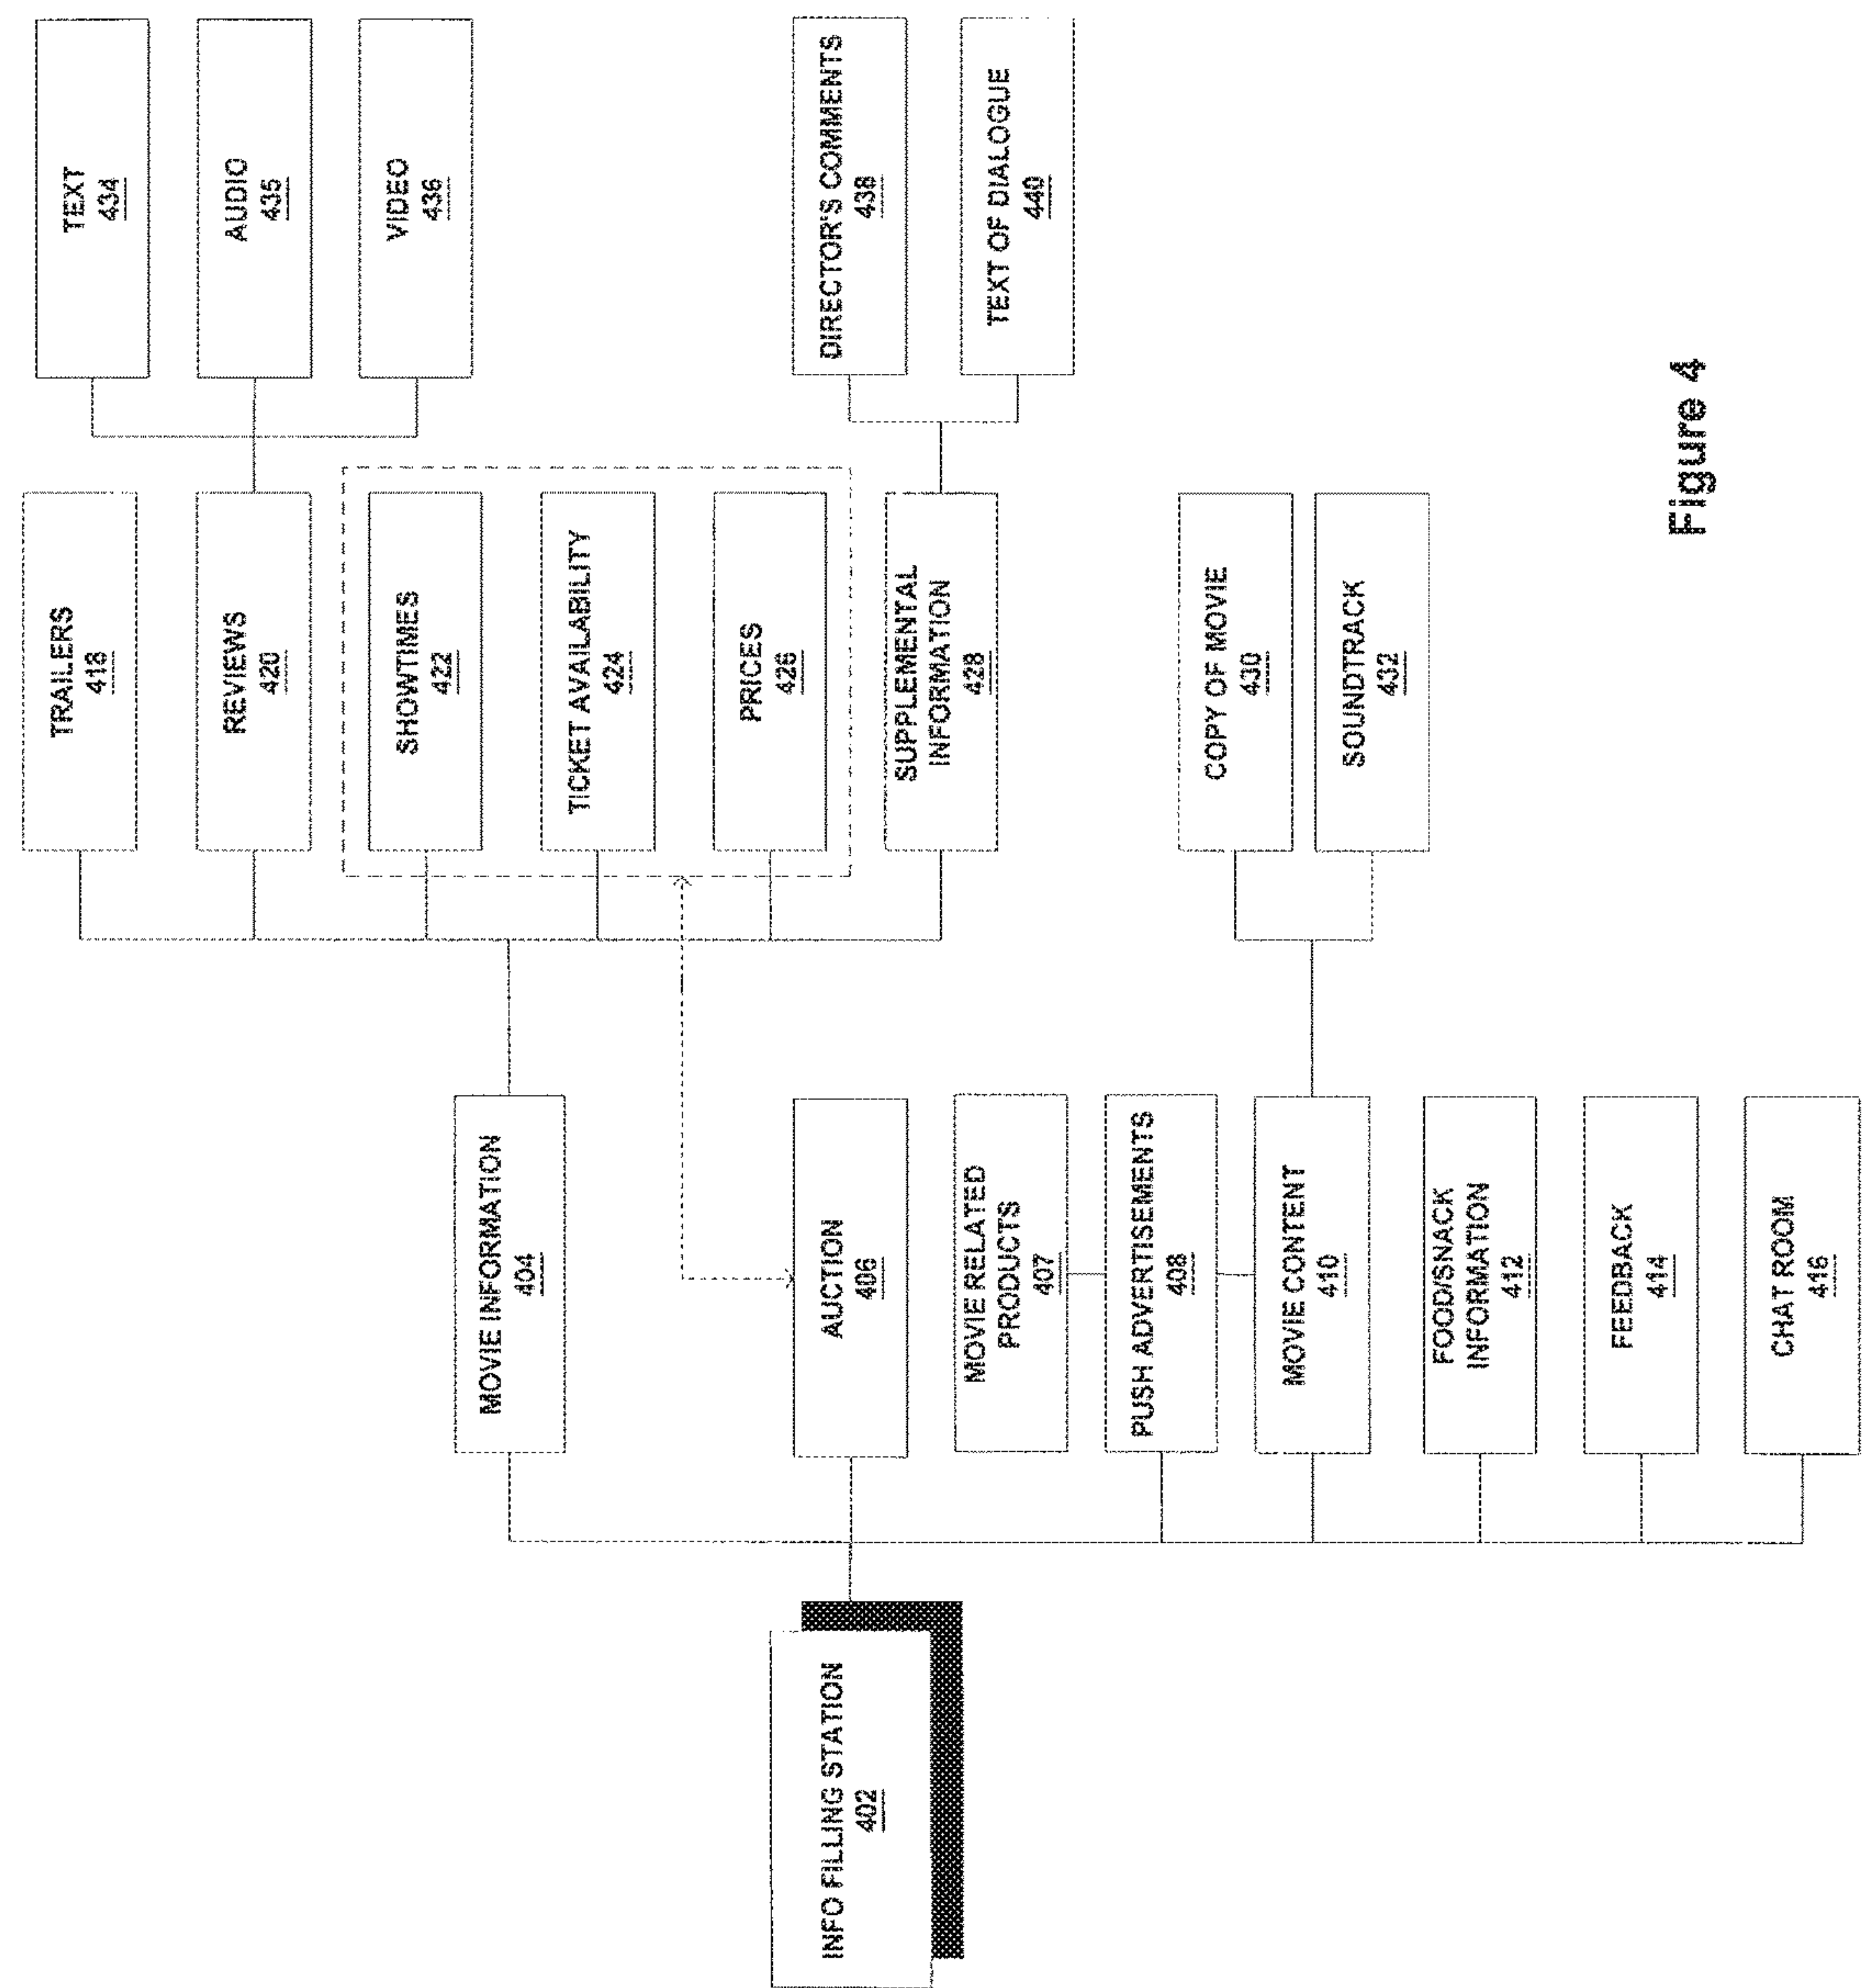 INFO FILLING STATION
402
MOVIE INFORMATION
404
AUCTION
406
MOVIE RELATED
PRODUCTS
407
PUSH ADVERTISEMENTS
408
MOVIE CONTENT
410
FOOD/SNACK
INFORMATION
412
FEEDBACK
414
CHAT ROOM
416
TRAILERS
418
REVIEWS
420
SHOWTIMES
422
TICKET AVAILABILITY
424
PRICES
426
SUPPLEMENTAL
INFORMATION
428
COPY OF MOVIE
430
SOUNDTRACK
432
TEXT
434
AUDIO
435
VIDEO
436
DIRECTOR'S COMMENTS
438
TEXT OF DIALOGUE
440
Figure 4